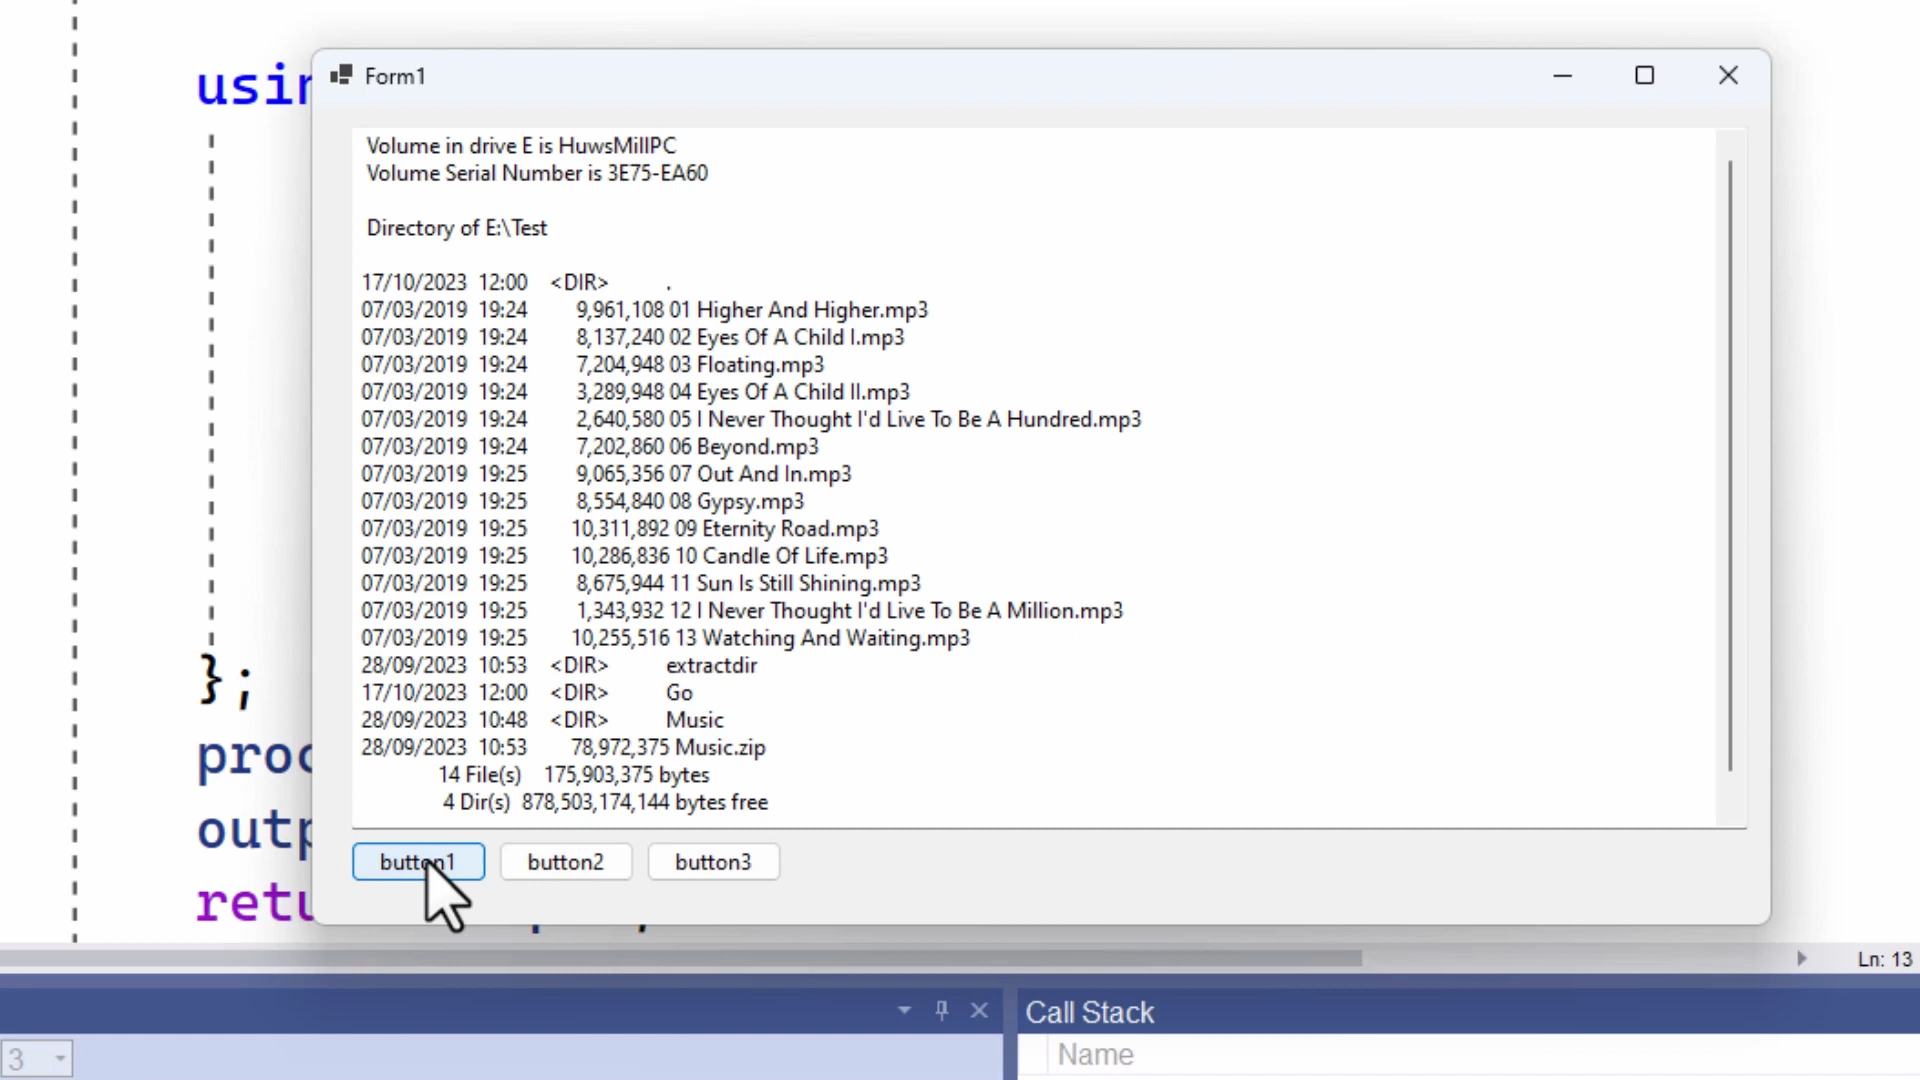 Form1
Volume in drive E is HuwsMillPC
Volume Serial Number is 3E75-EA60
Directory of E:\Test
17/10/2023 12:00 <DIR> .
07/03/2019 19:24 9,961,108 01 Higher And Higher.mp3
07/03/2019 19:24 8,137,240 02 Eyes Of A Child I.mp3
07/03/2019 19:24 7,204,948 03 Floating.mp3
07/03/2019 19:24 3,289,948 04 Eyes Of A Child II.mp3
07/03/2019 19:24 2,640,580 05 I Never Thought I'd Live To Be A Hundred.mp3
07/03/2019 19:24 7,202,860 06 Beyond.mp3
07/03/2019 19:25 9,065,356 07 Out And In.mp3
07/03/2019 19:25 8,554,840 08 Gypsy.mp3
07/03/2019 19:25 10,311,892 09 Eternity Road.mp3
07/03/2019 19:25 10,286,836 10 Candle Of Life.mp3
07/03/2019 19:25 8,675,944 11 Sun Is Still Shining.mp3
07/03/2019 19:25 1,343,932 12 I Never Thought I'd Live To Be A Million.mp3
07/03/2019 19:25 10,255,516 13 Watching And Waiting.mp3
28/09/2023 10:53 <DIR> extractdir
17/10/2023 12:00 <DIR> Go
28/09/2023 10:48 <DIR> Music
28/09/2023 10:53 78,972,375 Music.zip
14 File(s) 175,903,375 bytes
4 Dir(s) 878,503,174,144 bytes free
button1 button2 button3
};
Ln: 13
Call Stack
Name
3